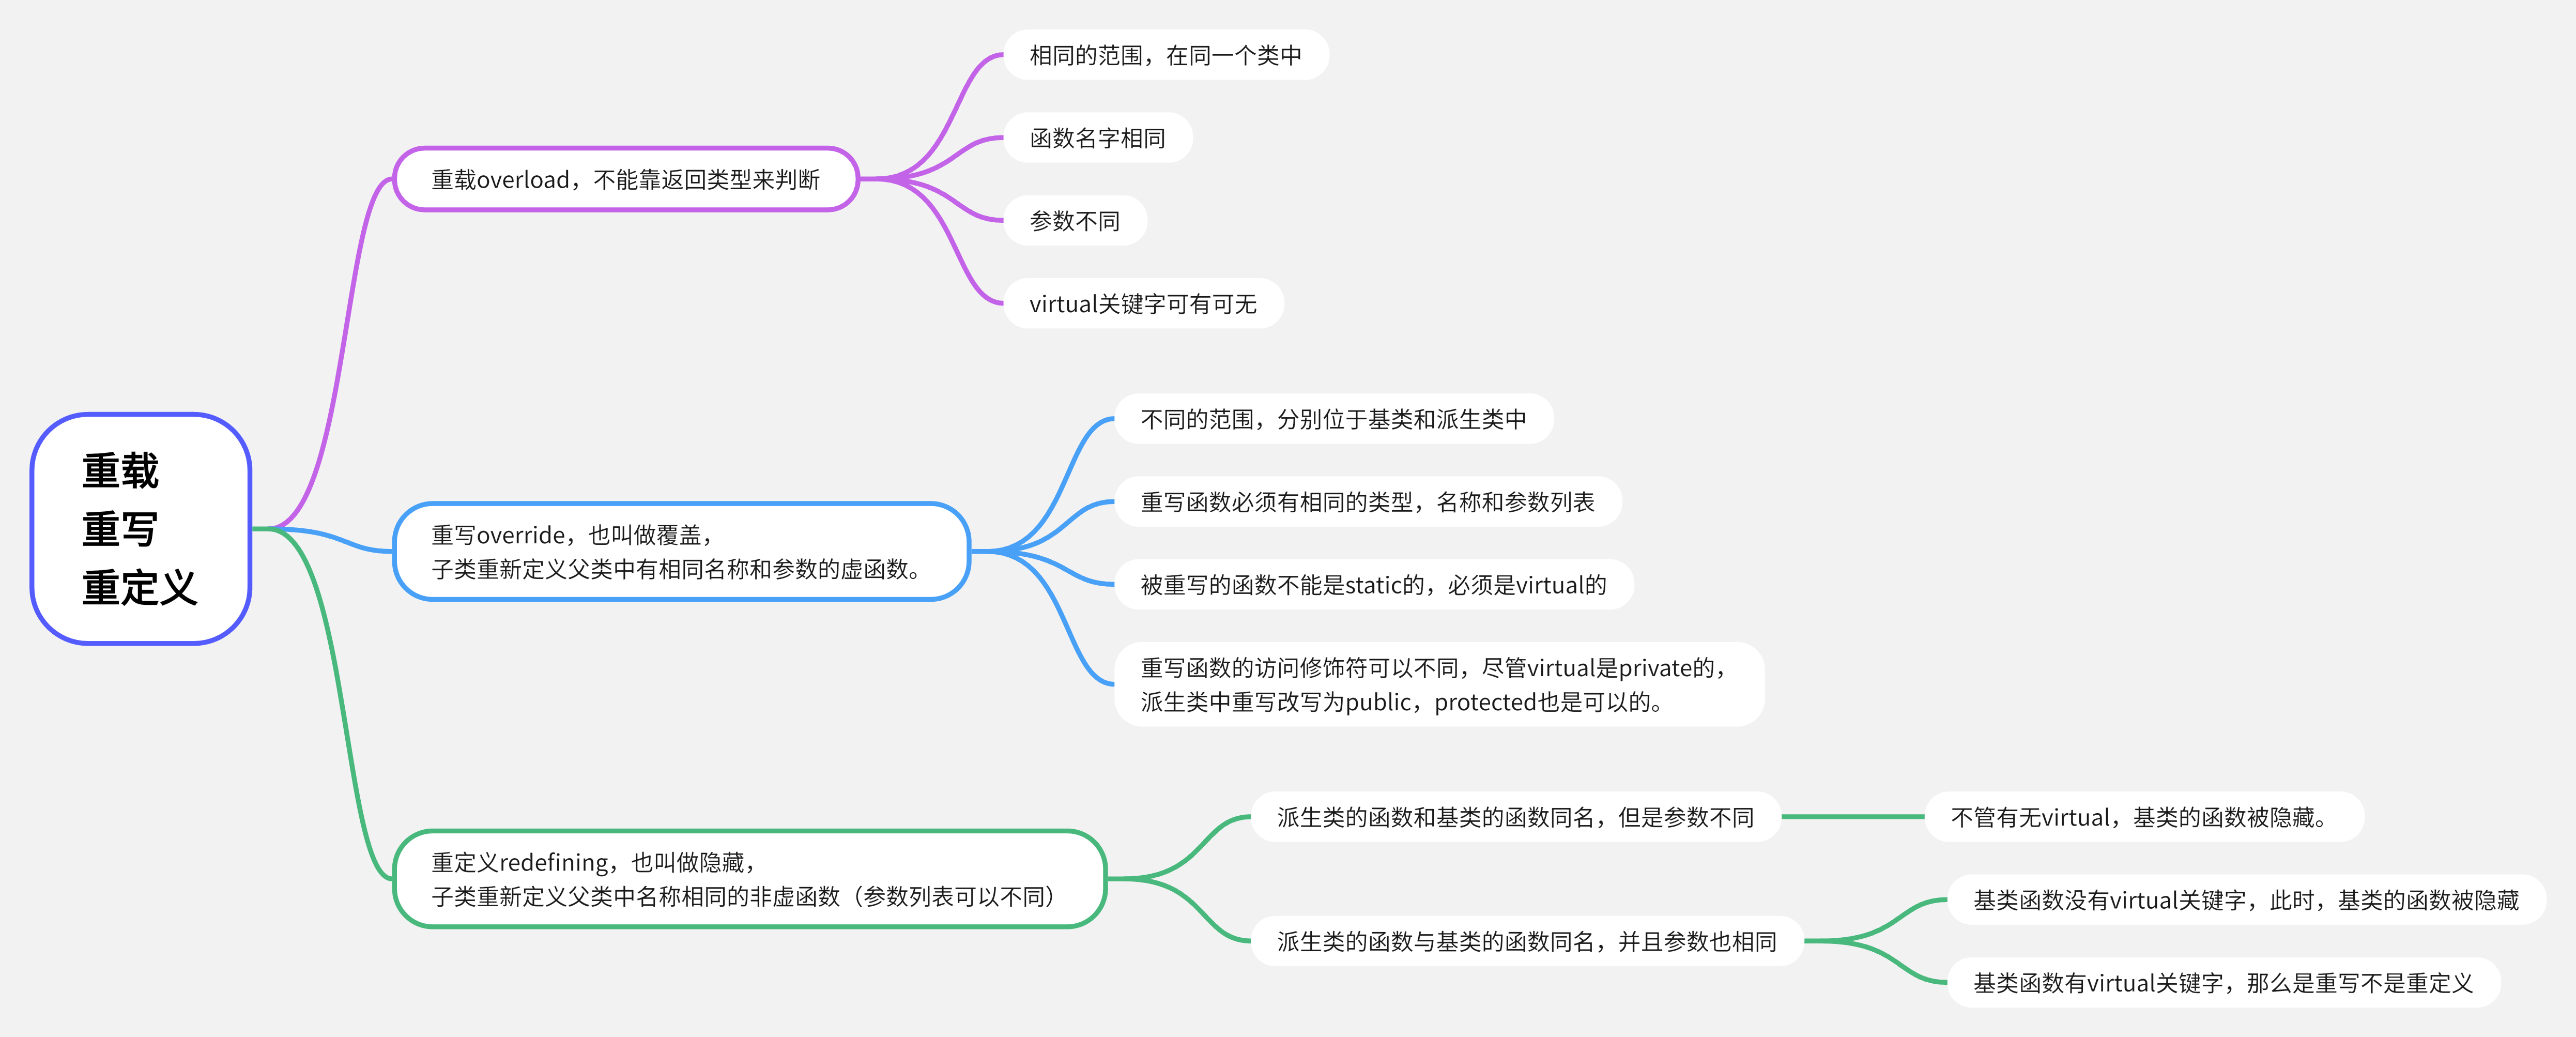 重载
重写
重定义
重载overload，不能靠返回类型来判断
相同的范围，在同一个类中
函数名字相同
参数不同
virtual关键字可有可无
重写override，也叫做覆盖，
子类重新定义父类中有相同名称和参数的虚函数。
不同的范围，分别位于基类和派生类中
重写函数必须有相同的类型，名称和参数列表
被重写的函数不能是static的，必须是virtual的
重写函数的访问修饰符可以不同，尽管virtual是private的，
派生类中重写改写为public，protected也是可以的。
重定义redefining，也叫做隐藏，
子类重新定义父类中名称相同的非虚函数（参数列表可以不同）
派生类的函数和基类的函数同名，但是参数不同
不管有无virtual，基类的函数被隐藏。
派生类的函数与基类的函数同名，并且参数也相同
基类函数没有virtual关键字，此时，基类的函数被隐藏
基类函数有virtual关键字，那么是重写不是重定义